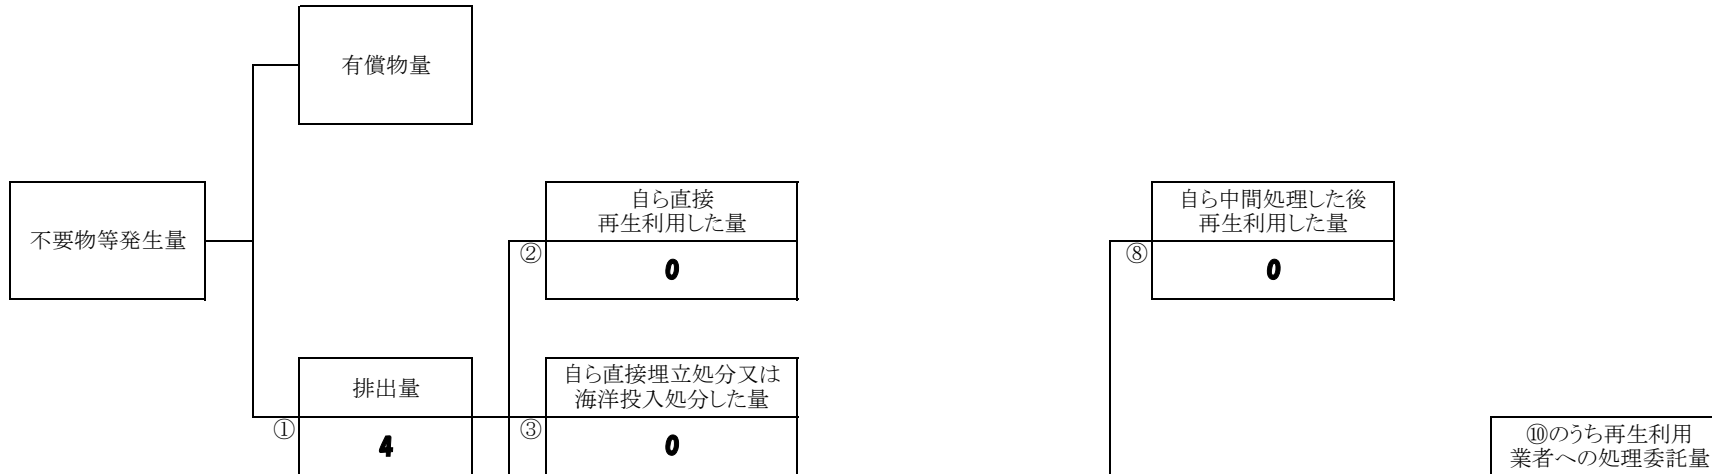 有償物量
不要物等発生量
自ら直接
再生利用した量
②
0
自ら中間処理した後
再生利用した量
⑧
0
排出量
①
4
自ら直接埋立処分又は
海洋投入処分した量
③
0
⑩のうち再生利用
業者への処理委託量